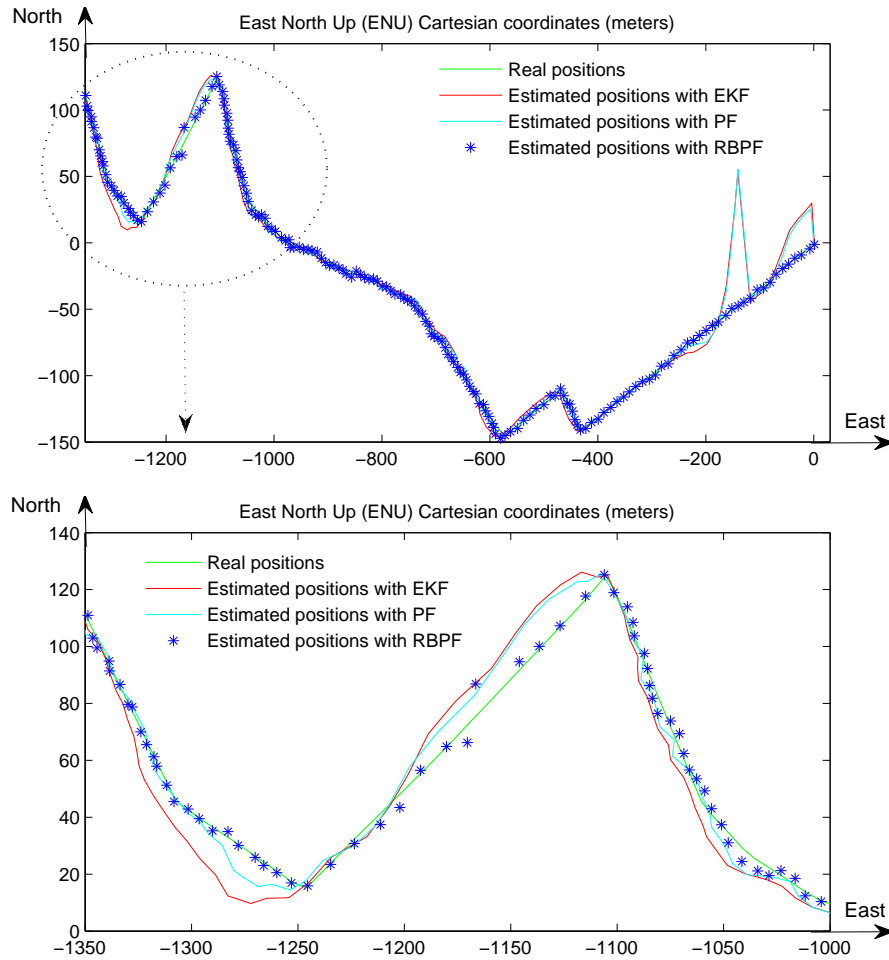 North
East North Up (ENU) Cartesian coordinates (meters)
150
Real positions
Estimated positions with EKF
100
Estimated positions with PF
Estimated positions with RBPF
50
0
−50
−100
East
−150
−1200 −1000 −800 −600 −400 −200 0
North
East North Up (ENU) Cartesian coordinates (meters)
140
Real positions
120
Estimated positions with EKF
Estimated positions with PF
100
Estimated positions with RBPF
80
60
40
20
East
0
−1350 −1300 −1250 −1200 −1150 −1100 −1050 −1000